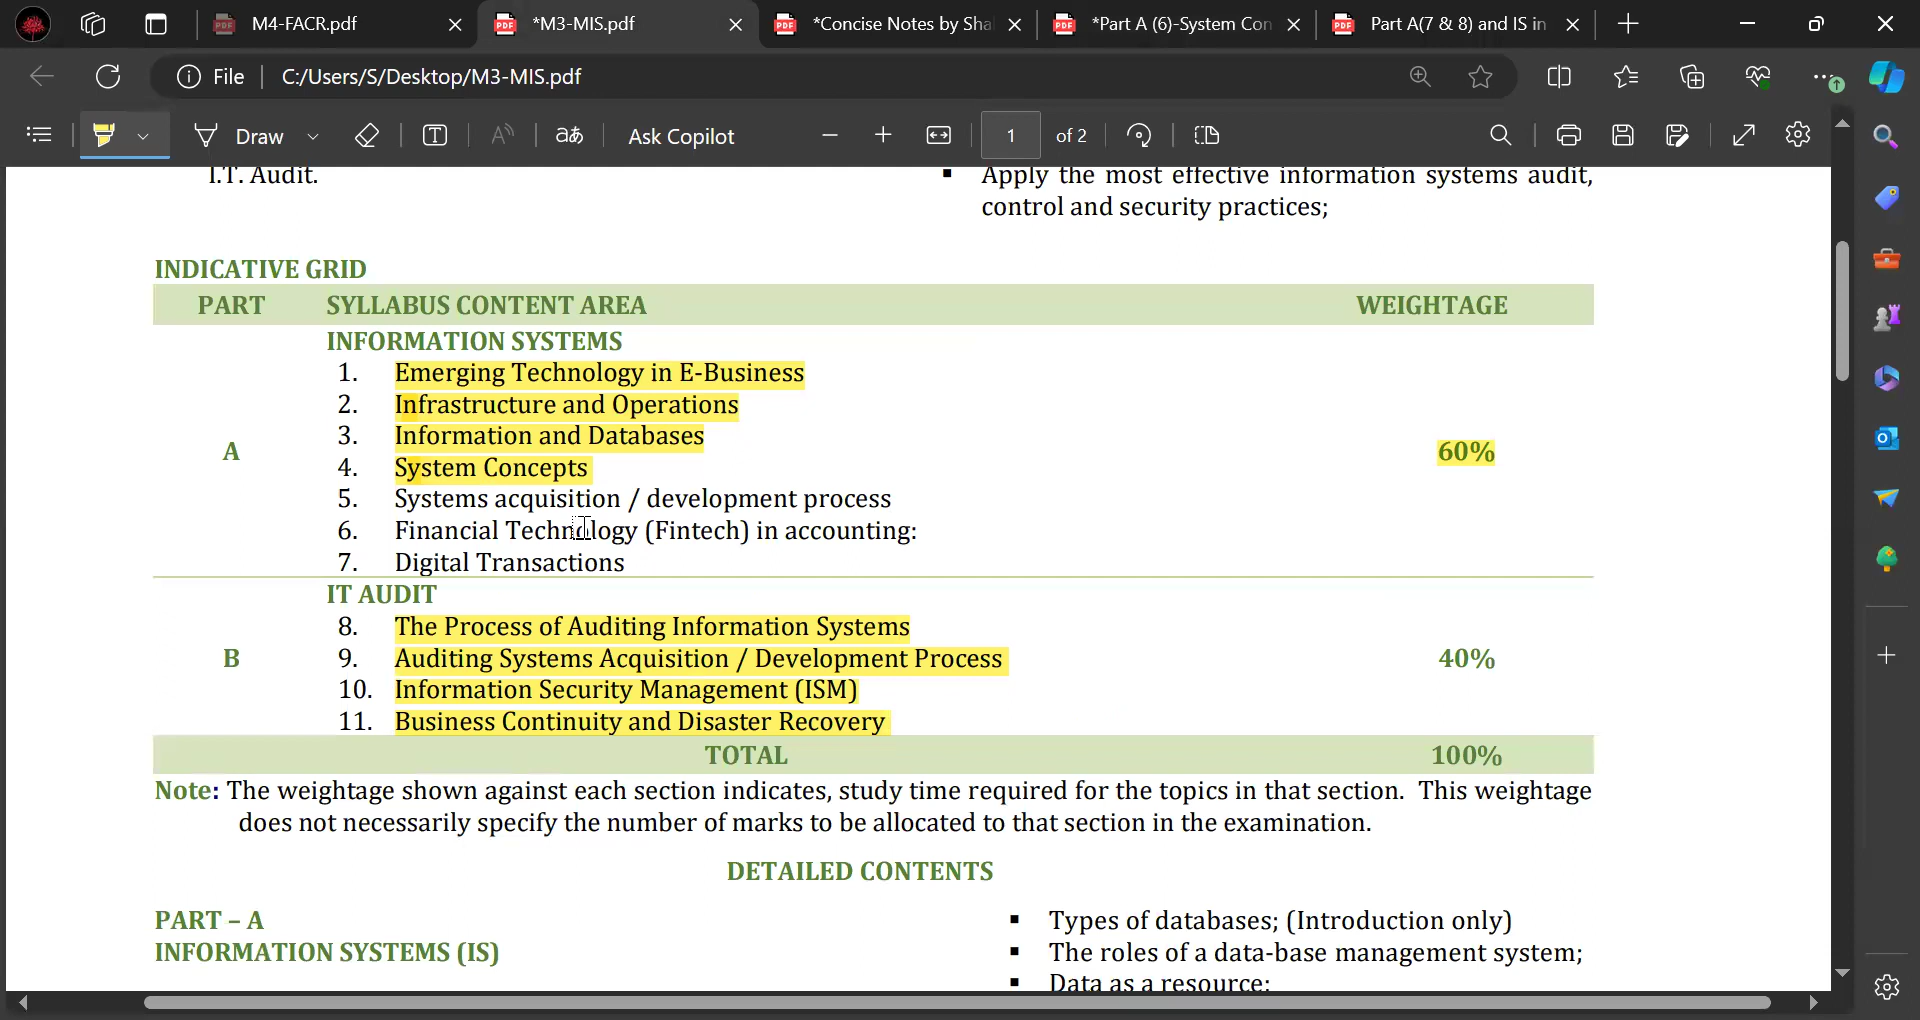 M4-FACR.pdf
*M3-MIS.pdf
*Concise Notes by Sha
*Part A (6)-System Con
Part A(7 & 8) and IS in
File
C:/Users/S/Desktop/M3-MIS.pdf
Draw
Ask Copilot
1
of 2
I.T. Audit.
▪ Apply the most effective information systems audit,
control and security practices;
INDICATIVE GRID
PART SYLLABUS CONTENT AREA WEIGHTAGE
INFORMATION SYSTEMS
1. Emerging Technology in E-Business
2. Infrastructure and Operations
3. Information and Databases
A
60%
4. System Concepts
5. Systems acquisition / development process
6. Financial Technology (Fintech) in accounting:
7. Digital Transactions
IT AUDIT
8. The Process of Auditing Information Systems
B
9. Auditing Systems Acquisition / Development Process
40%
10. Information Security Management (ISM)
11. Business Continuity and Disaster Recovery
TOTAL 100%
Note: The weightage shown against each section indicates, study time required for the topics in that section. This weightage
does not necessarily specify the number of marks to be allocated to that section in the examination.
DETAILED CONTENTS
PART – A
INFORMATION SYSTEMS (IS)
▪ Types of databases; (Introduction only)
▪ The roles of a data-base management system;
▪ Data as a resource;